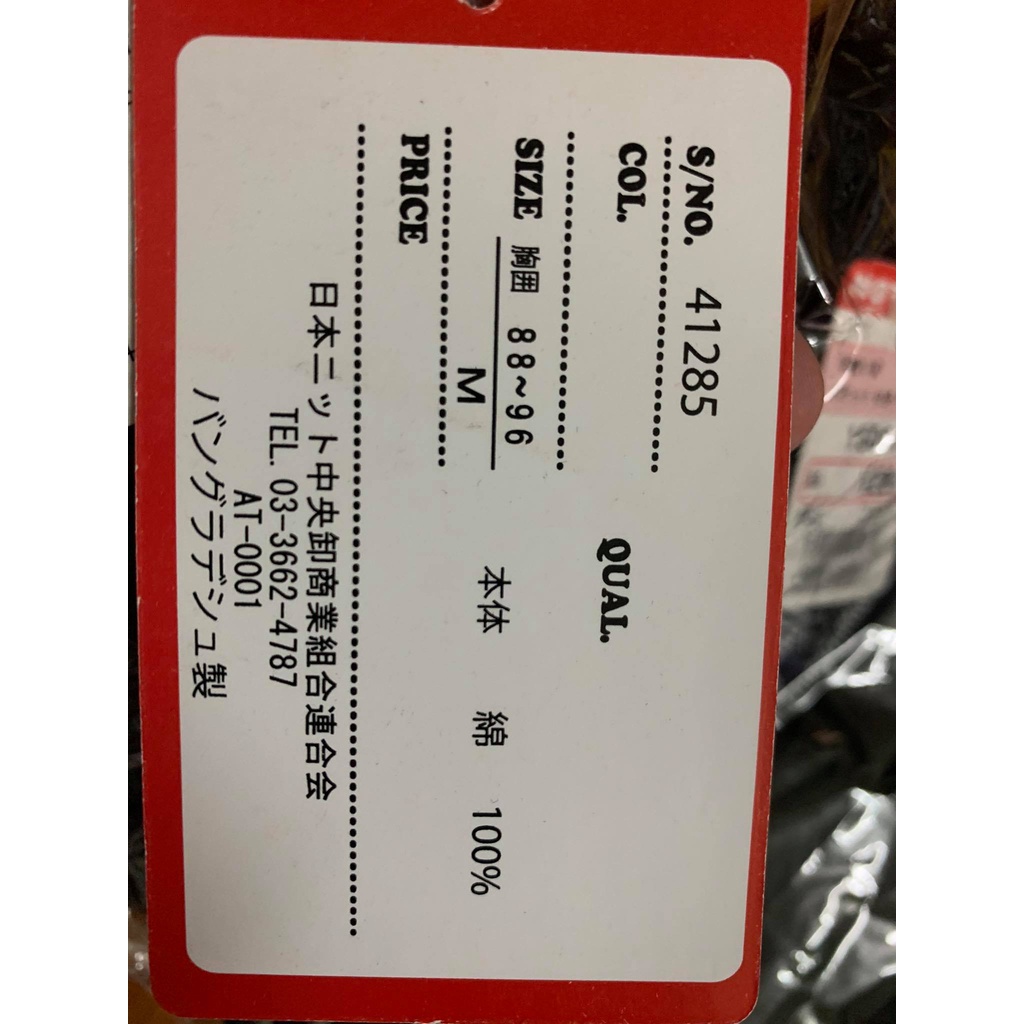 S/NO. 41285
COL.
QUAL.
SIZE 胸囲 88~96
M
本体 綿 100%
PRICE
日本ニット中央卸商業組合連合会
TEL. 03-3662-4787
AT-0001
バングラデシュ製